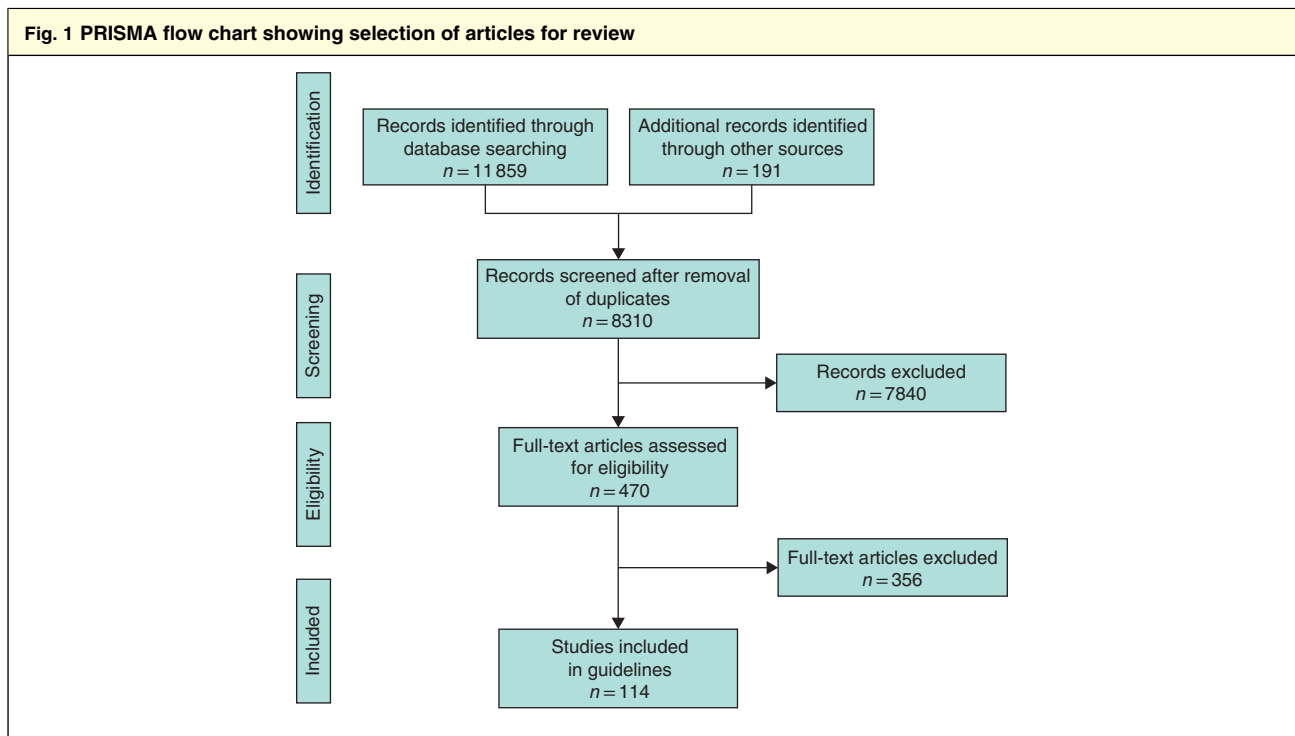 Fig. 1 PRISMA flow chart showing selection of articles for review
Identification
Records identified through
database searching
n = 11 859
Additional records identified
through other sources
n = 191
Screening
Records screened after removal
of duplicates
n = 8310
Records excluded
n = 7840
Eligibility
Full-text articles assessed
for eligibility
n = 470
Full-text articles excluded
n = 356
Included
Studies included
in guidelines
n = 114